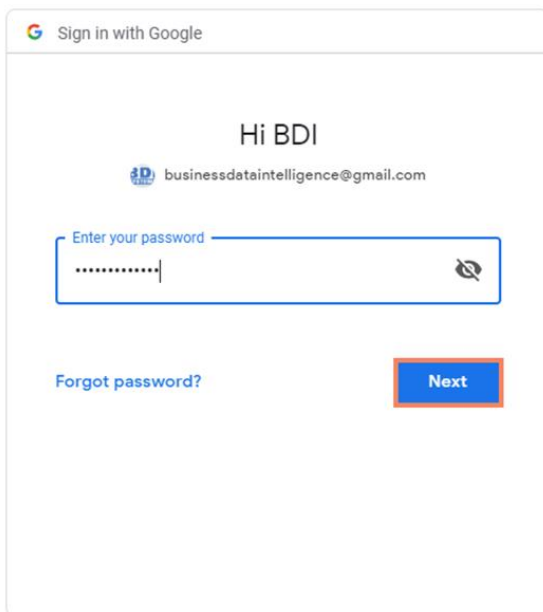 Sign in with Google
Hi BDI
businessdataintelligence@gmail.com
Enter your password
•••••••••••••
Forgot password?
Next